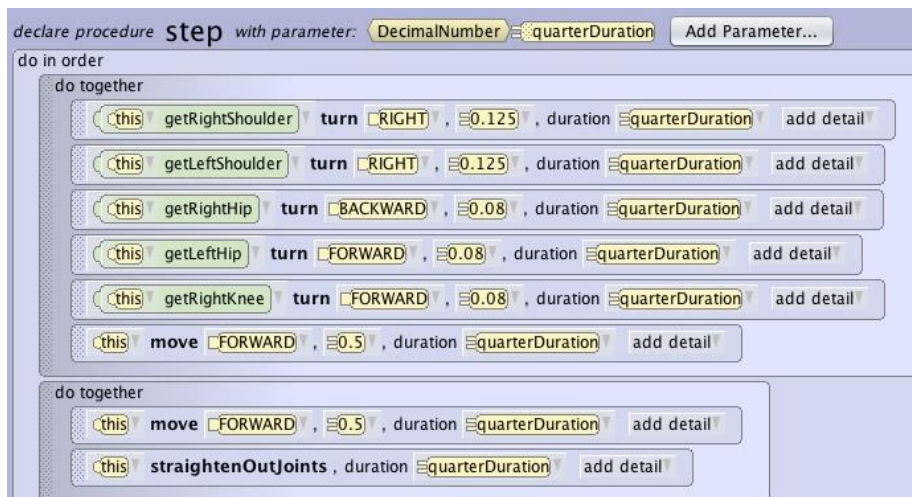 declare procedure step with parameter: DecimalNumber quarterDuration Add Parameter...
do in order
do together
this getRightShoulder turn RIGHT , 0.125 , duration quarterDuration add detail
this getLeftShoulder turn RIGHT , 0.125 , duration quarterDuration add detail
this getRightHip turn BACKWARD , 0.08 , duration quarterDuration add detail
this getLeftHip turn FORWARD , 0.08 , duration quarterDuration add detail
this getRightKnee turn FORWARD , 0.08 , duration quarterDuration add detail
this move FORWARD , 0.5 , duration quarterDuration add detail
do together
this move FORWARD , 0.5 , duration quarterDuration add detail
this straightenOutJoints , duration quarterDuration add detail